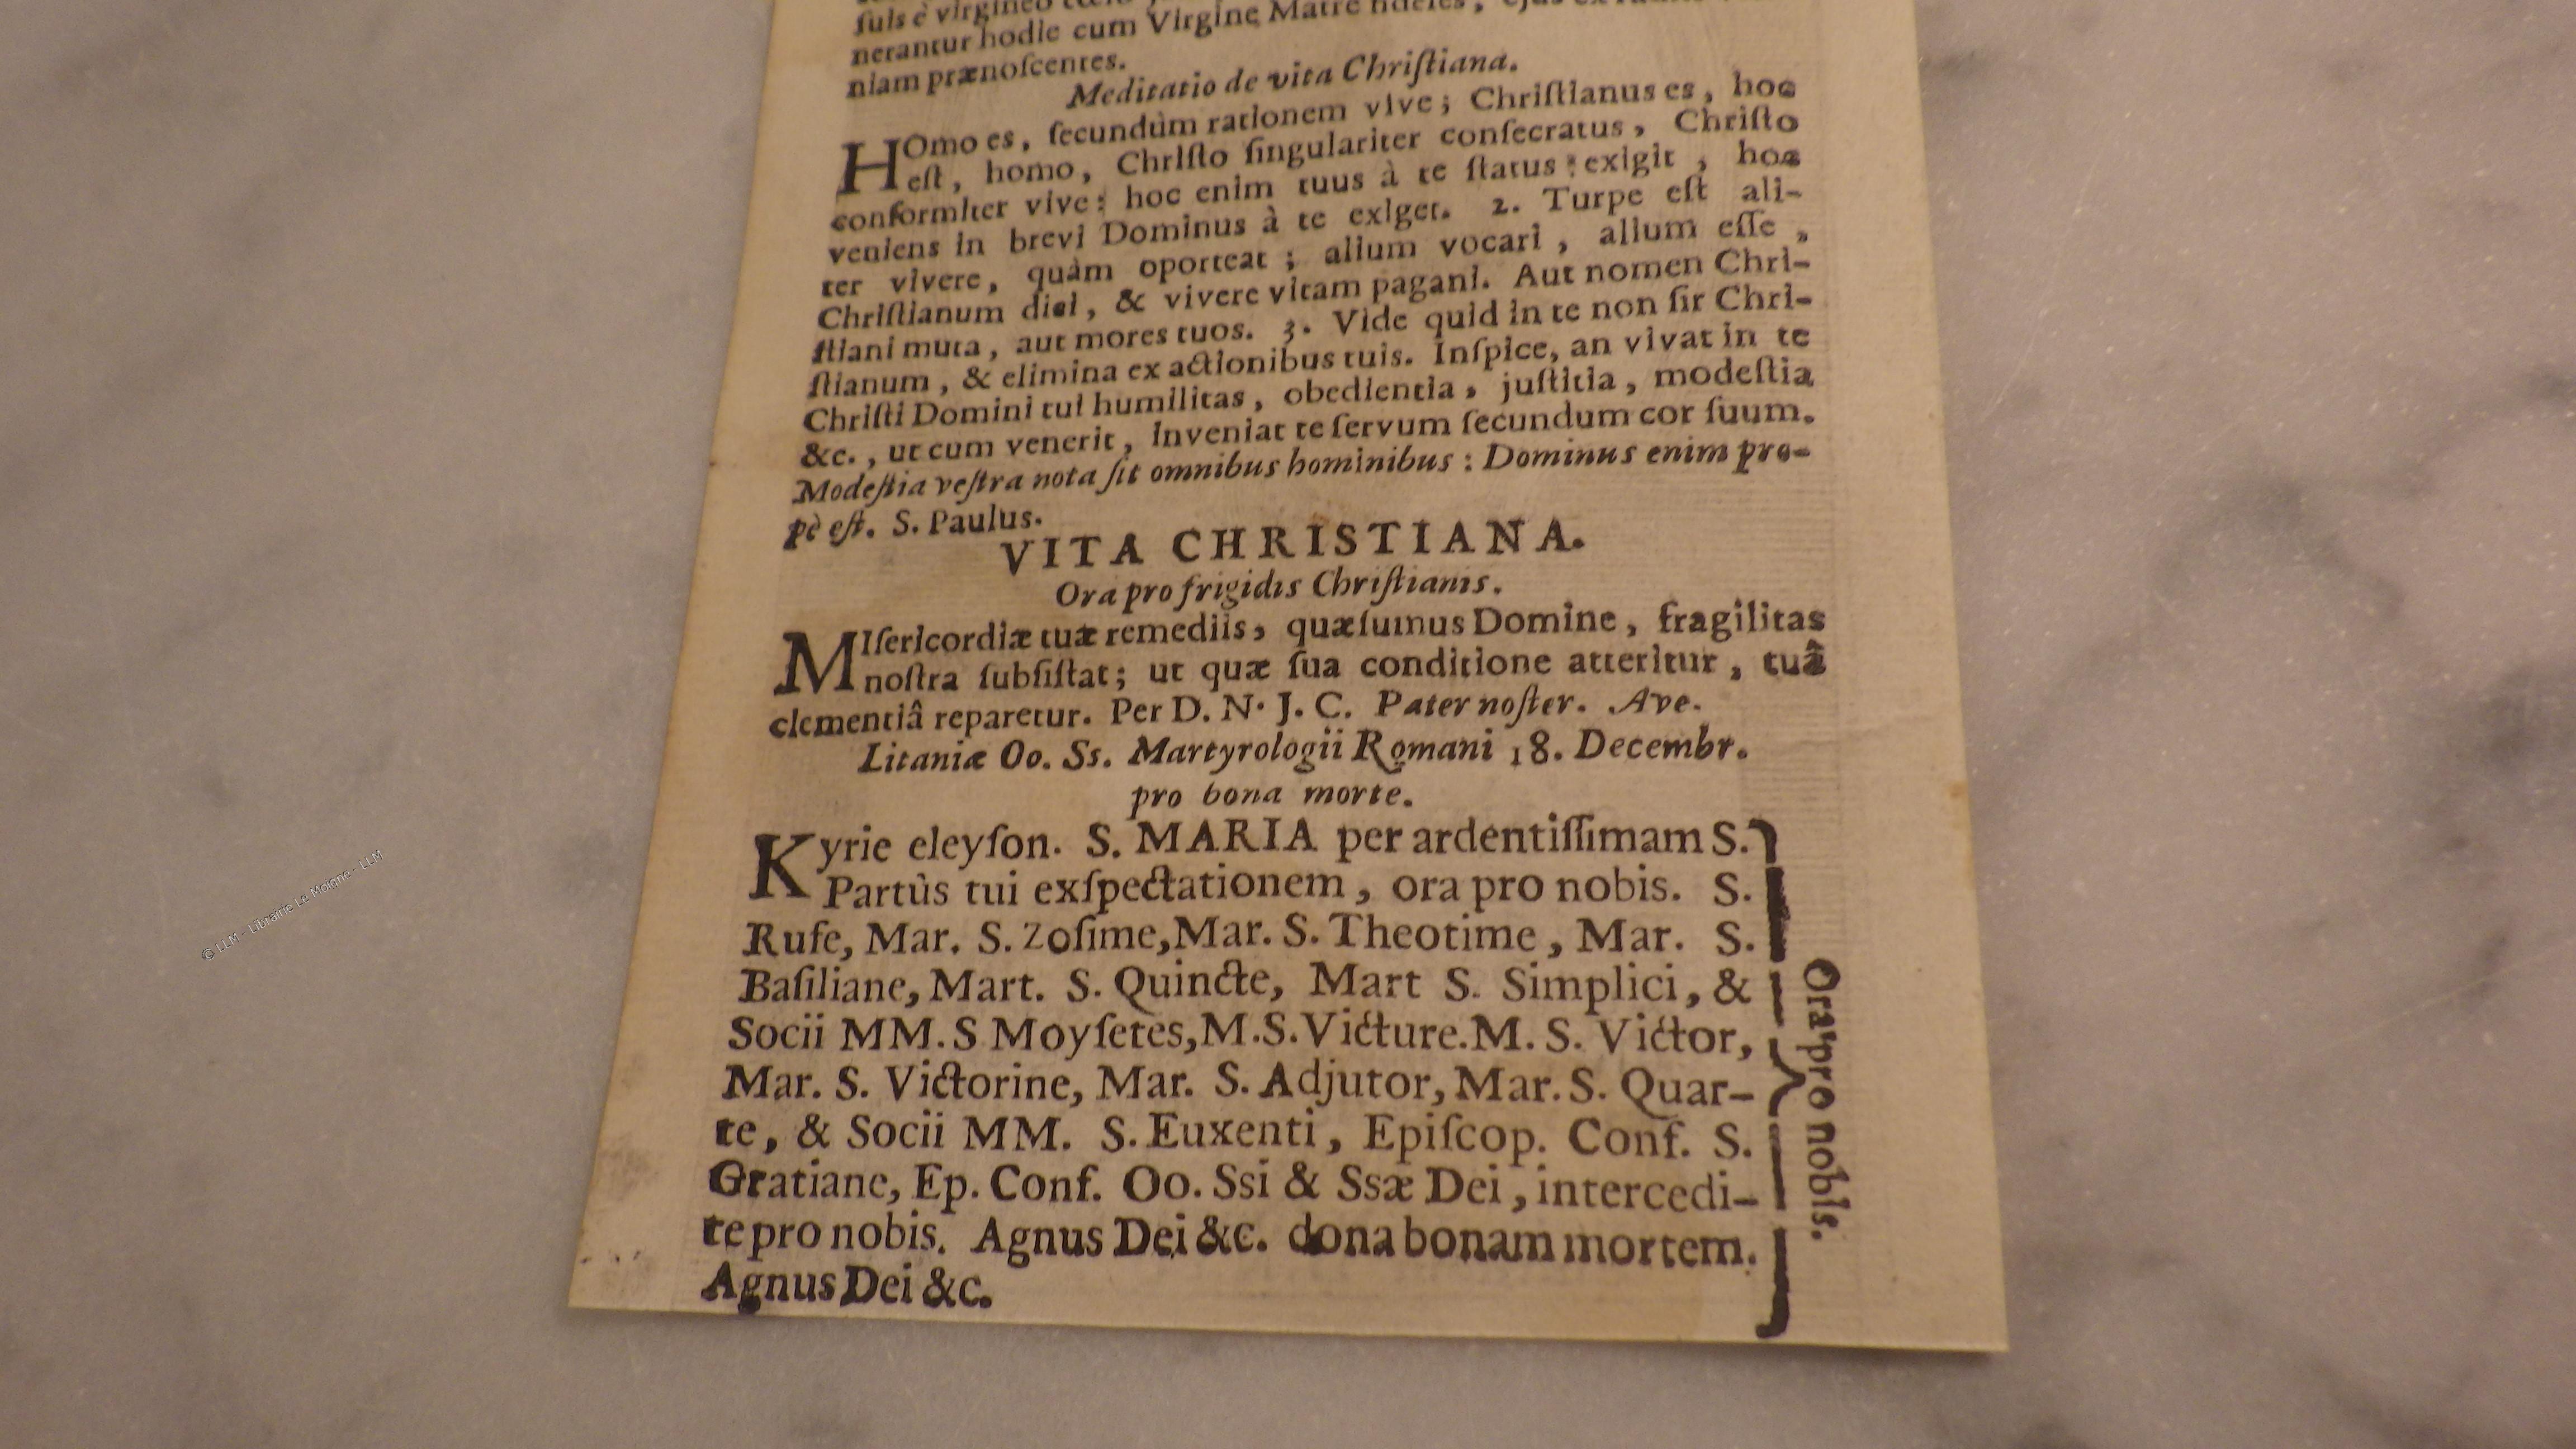 ſuls è virgineo
nerantur hodie cum Virgine Matre fideles, ejus
niam prænoſcentes.
Meditatio de vita Chriſtiana.
HOmo es, ſecundùm rationem vive; Chriſtianus es, hoc
eſt, homo, Chriſto ſingulariter conſecratus, Chriſto
conformiter vive: hoc enim tuus à te ſtatus exigit, hoc
veniens in brevi Dominus à te exiget. 2. Turpe eſt ali-
ter vivere, quàm oporteat; alium vocari, alium eſſe,
Chriſtianum dici, & vivere vitam pagani. Aut nomen Chri-
ſtiani muta, aut mores tuos. 3. Vide quid in te non ſit Chri-
ſtianum, & elimina ex actionibus tuis. Inſpice, an vivat in te
Chriſti Domini tui humilitas, obedientia, juſtitia, modeſtia
&c., ut cum venerit, inveniat te ſervum ſecundum cor ſuum.
Modeſtia veſtra nota ſit omnibus hominibus: Dominus enim pro-
pè eſt. S. Paulus.
VITA CHRISTIANA.
Ora pro frigidis Chriſtianis.
MIſericordiæ tuæ remediis, quæſumus Domine, fragilitas
noſtra ſubſiſtat; ut quæ ſua conditione atteritur, tuâ
clementiâ reparetur. Per D. N. J. C. Pater noſter. Ave.
Litaniæ Oo. Ss. Martyrologii Romani 18. Decembr.
pro bona morte.
Kyrie eleyſon. S. MARIA per ardentiſſimam S.
Partûs tui exſpectationem, ora pro nobis. S.
Rufe, Mar. S. Zoſime, Mar. S. Theotime, Mar. S.
Baſiliane, Mart. S. Quincte, Mart S. Simplici, &
Socii MM. S Moyſetes, M. S. Victure. M. S. Victor,
Mar. S. Victorine, Mar. S. Adjutor, Mar. S. Quar-
te, & Socii MM. S. Euxenti, Epiſcop. Conf. S.
Gratiane, Ep. Conf. Oo. Ssi & Ssæ Dei, intercedi-
te pro nobis. Agnus Dei &c. dona bonam mortem.
Agnus Dei &c.
Ora pro nobis.
© LLM - Librairie Le Moigne - LLM